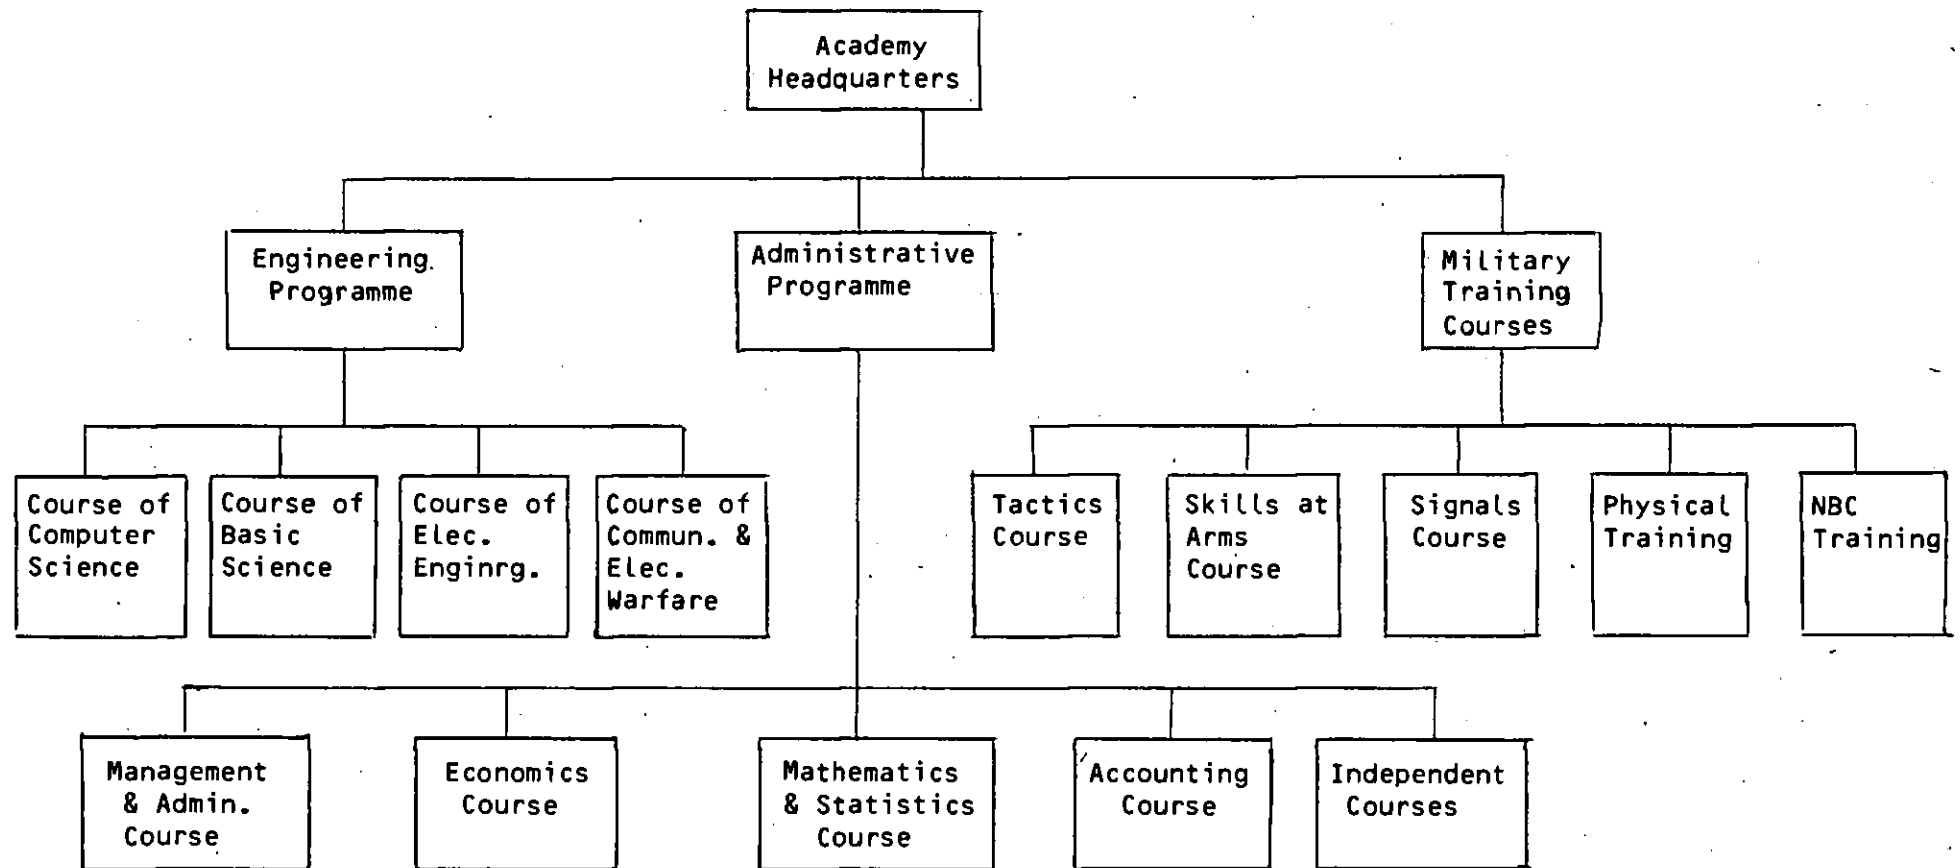 Academy
Headquarters
Engineering.
Programme
Administrative
Programme
Military
Training
Courses
Course of
Computer
Science
Course of
Basic
Science
Course of
Elec.
Enginrg.
Course of
Commun. &
Elec.
Warfare
Tactics
Course
Skills at
Arms
Course
Signals
Course
Physical
Training
NBC
Training
Management
& Admin.
Course
Economics
Course
Mathematics
& Statistics
Course
Accounting
Course
Independent
Courses